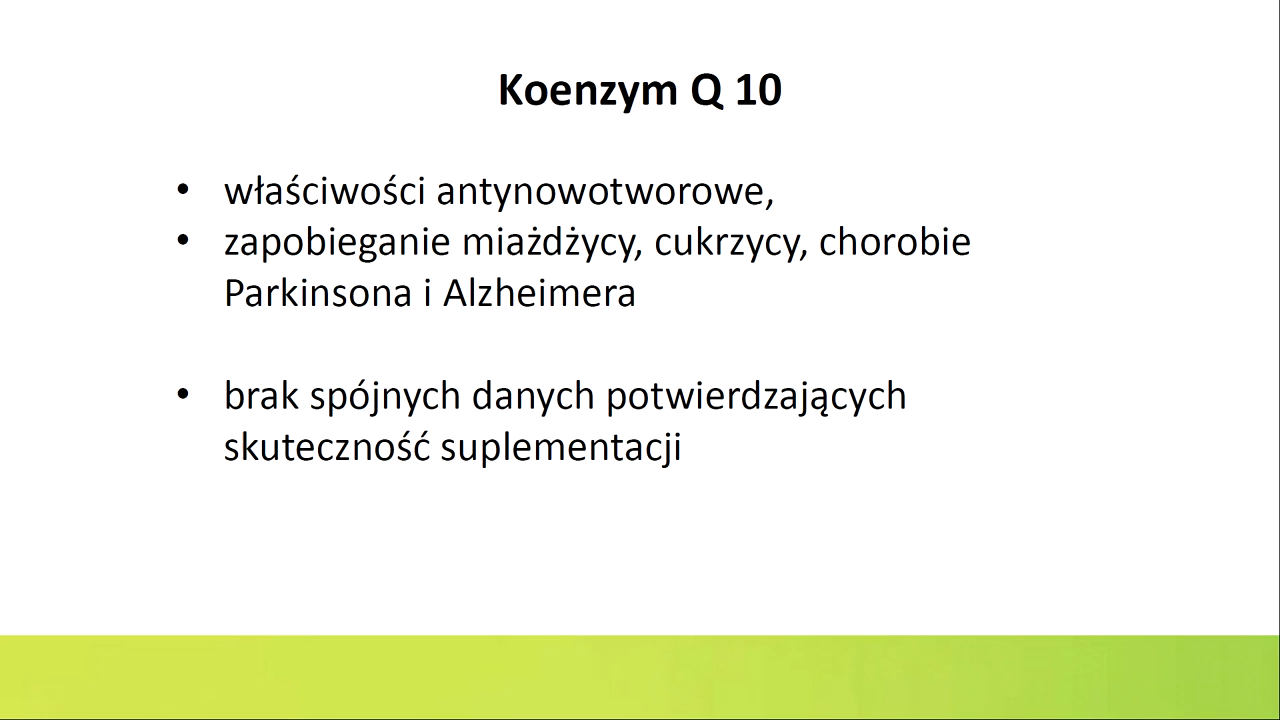 Koenzym Q 10
• właściwości antynowotworowe,
• zapobieganie miażdżycy, cukrzycy, chorobie
Parkinsona i Alzheimera
• brak spójnych danych potwierdzających
skuteczność suplementacji